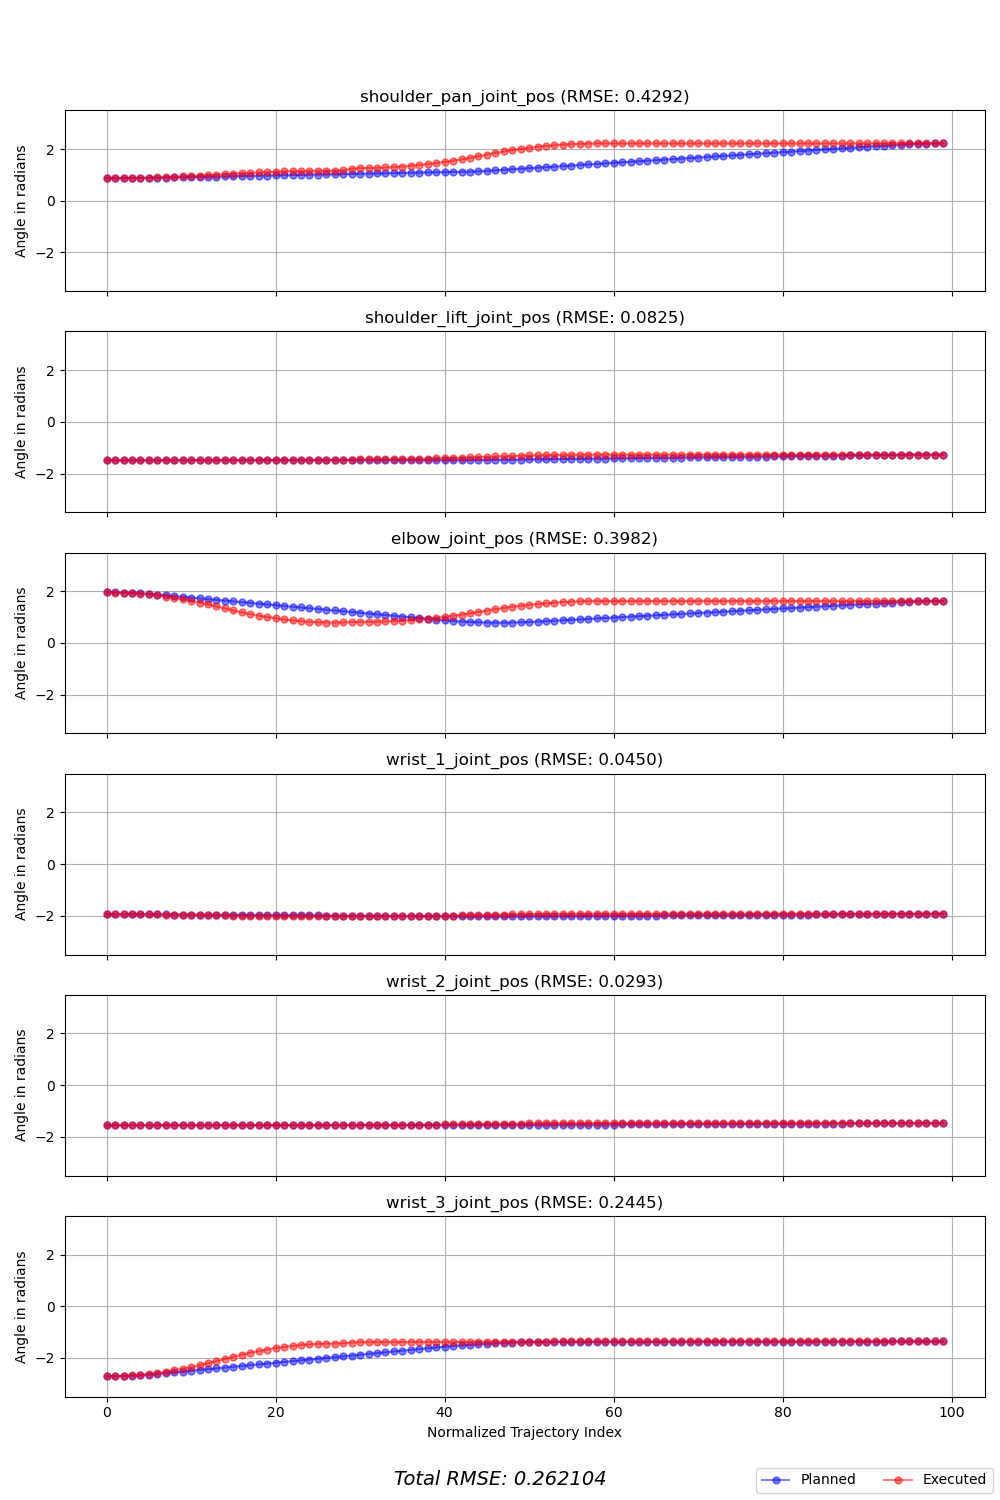 shoulder_pan_joint_pos (RMSE: 0.4292)
Angle in radians
2
0
−2
shoulder_lift_joint_pos (RMSE: 0.0825)
Angle in radians
2
0
−2
elbow_joint_pos (RMSE: 0.3982)
Angle in radians
2
0
−2
wrist_1_joint_pos (RMSE: 0.0450)
Angle in radians
2
0
−2
wrist_2_joint_pos (RMSE: 0.0293)
Angle in radians
2
0
−2
wrist_3_joint_pos (RMSE: 0.2445)
Angle in radians
2
0
−2
0 20 40 60 80 100
Normalized Trajectory Index
Total RMSE: 0.262104
Planned Executed